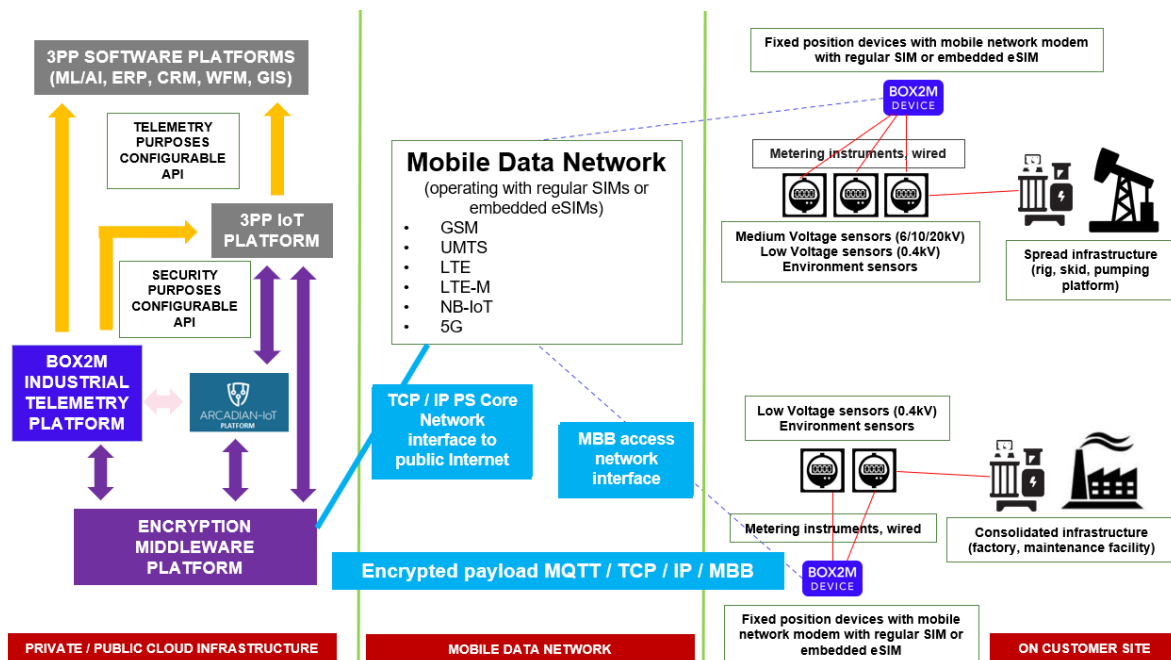 3PP SOFTWARE PLATFORMS
(ML/AI, ERP, CRM, WFM, GIS)
TELEMETRY
PURPOSES
CONFIGURABLE
API
3PP IoT
PLATFORM
SECURITY
PURPOSES
CONFIGURABLE
API
BOX2M
INDUSTRIAL
TELEMETRY
PLATFORM
ARCADIAN-IoT
PLATFORM
ENCRYPTION
MIDDLEWARE
PLATFORM
PRIVATE / PUBLIC CLOUD INFRASTRUCTURE
Mobile Data Network
(operating with regular SIMs or
embedded eSIMs)
• GSM
• UMTS
• LTE
• LTE-M
• NB-IoT
• 5G
TCP / IP PS Core
Network
interface to
public Internet
MBB access
network
interface
Encrypted payload MQTT / TCP / IP / MBB
MOBILE DATA NETWORK
Fixed position devices with mobile network modem
with regular SIM or embedded eSIM
BOX2M
DEVICE
Metering instruments, wired
Medium Voltage sensors (6/10/20kV)
Low Voltage sensors (0.4kV)
Environment sensors
Spread infrastructure
(rig, skid, pumping
platform)
Low Voltage sensors (0.4kV)
Environment sensors
Metering instruments, wired
Consolidated infrastructure
(factory, maintenance facility)
BOX2M
DEVICE
Fixed position devices with mobile
network modem with regular SIM or
embedded eSIM
ON CUSTOMER SITE